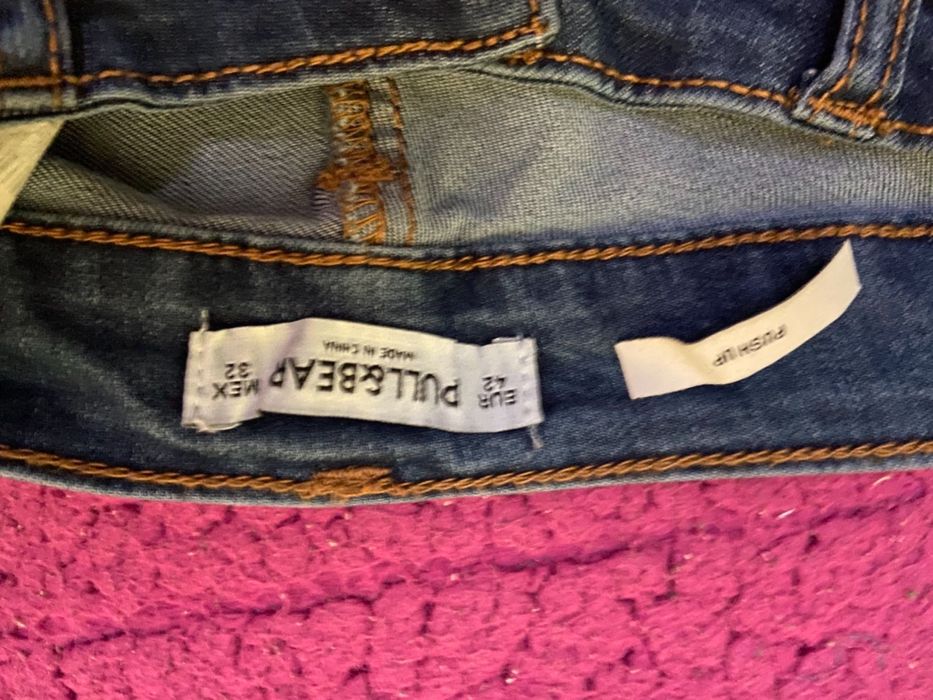 EUR
42
PULL&BEAR
MADE IN CHINA
MEX
32
PUSH UP